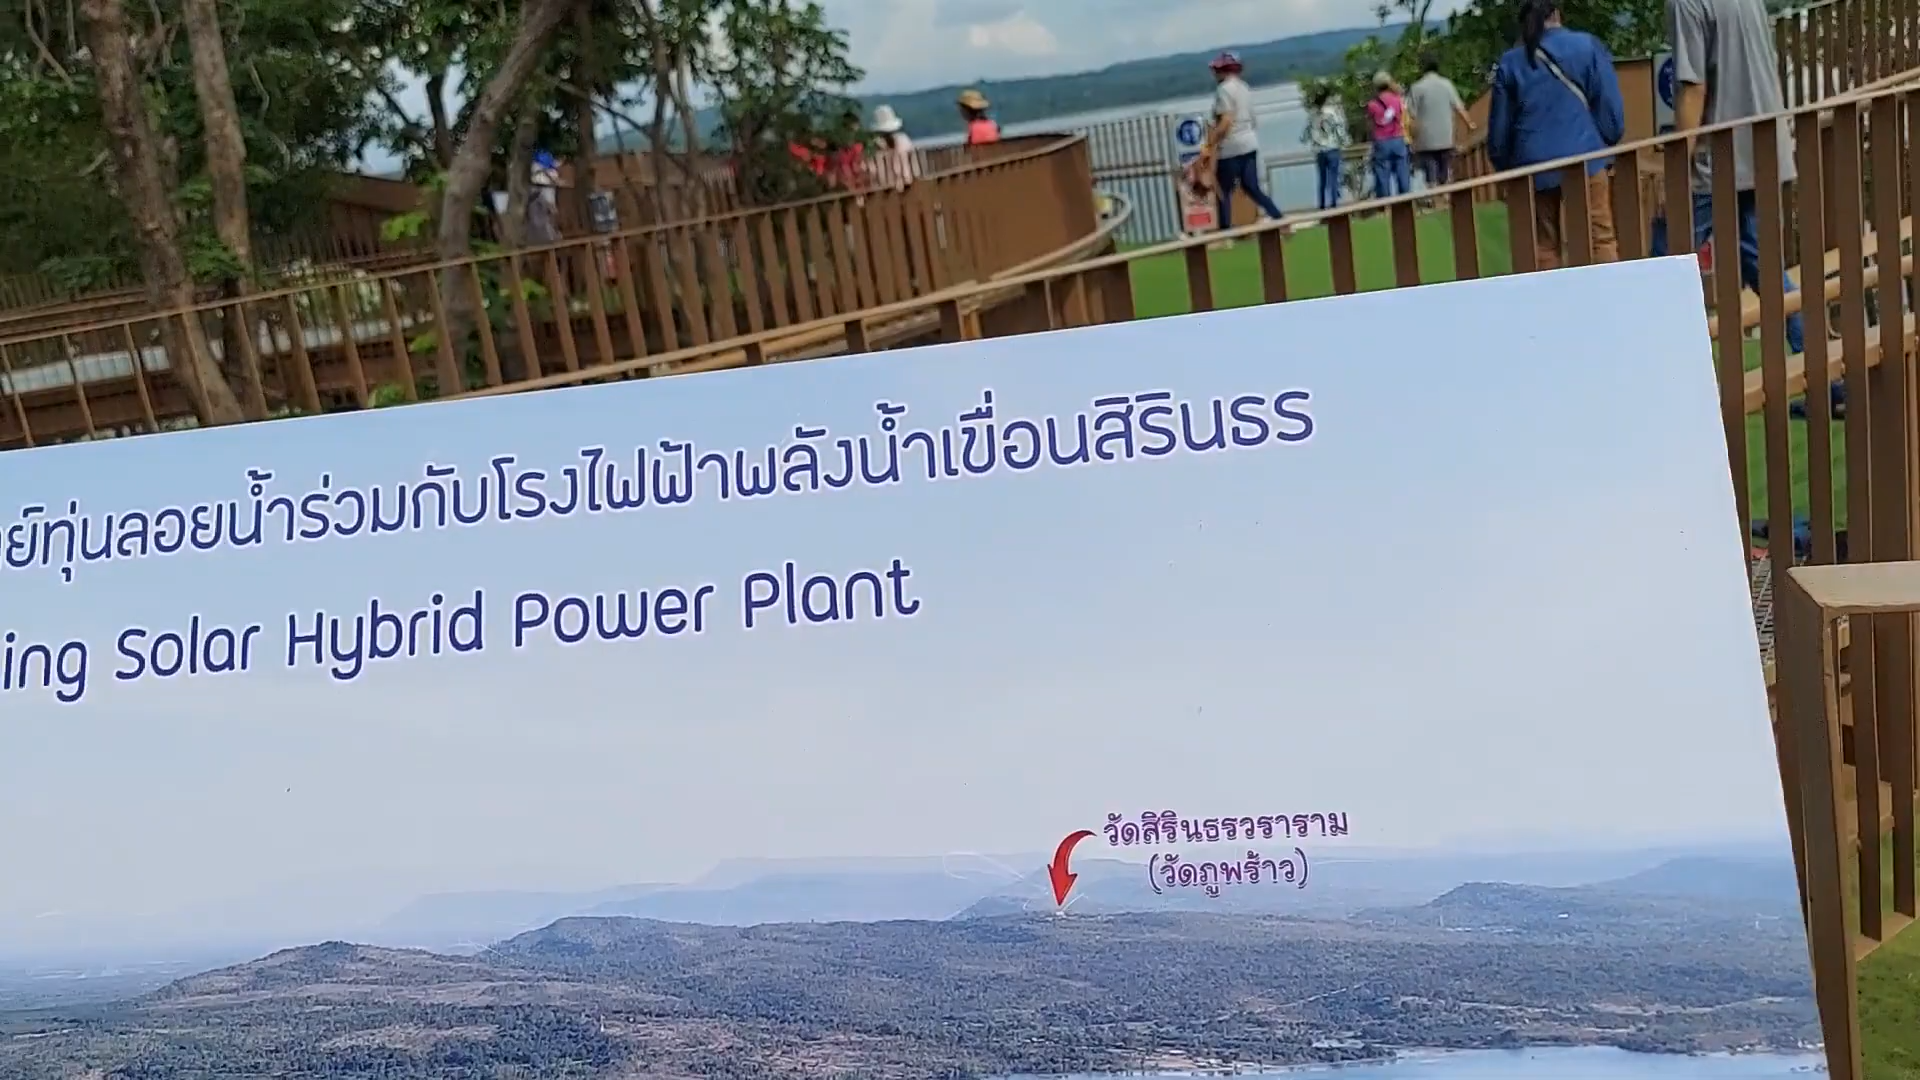 ย์ทุ่นลอยน้ำร่วมกับโรงไฟฟ้าพลังน้ำเขื่อนสิรินธร
ing Solar Hybrid Power Plant
วัดสิรินธรวราราม
(วัดภูพร้าว)